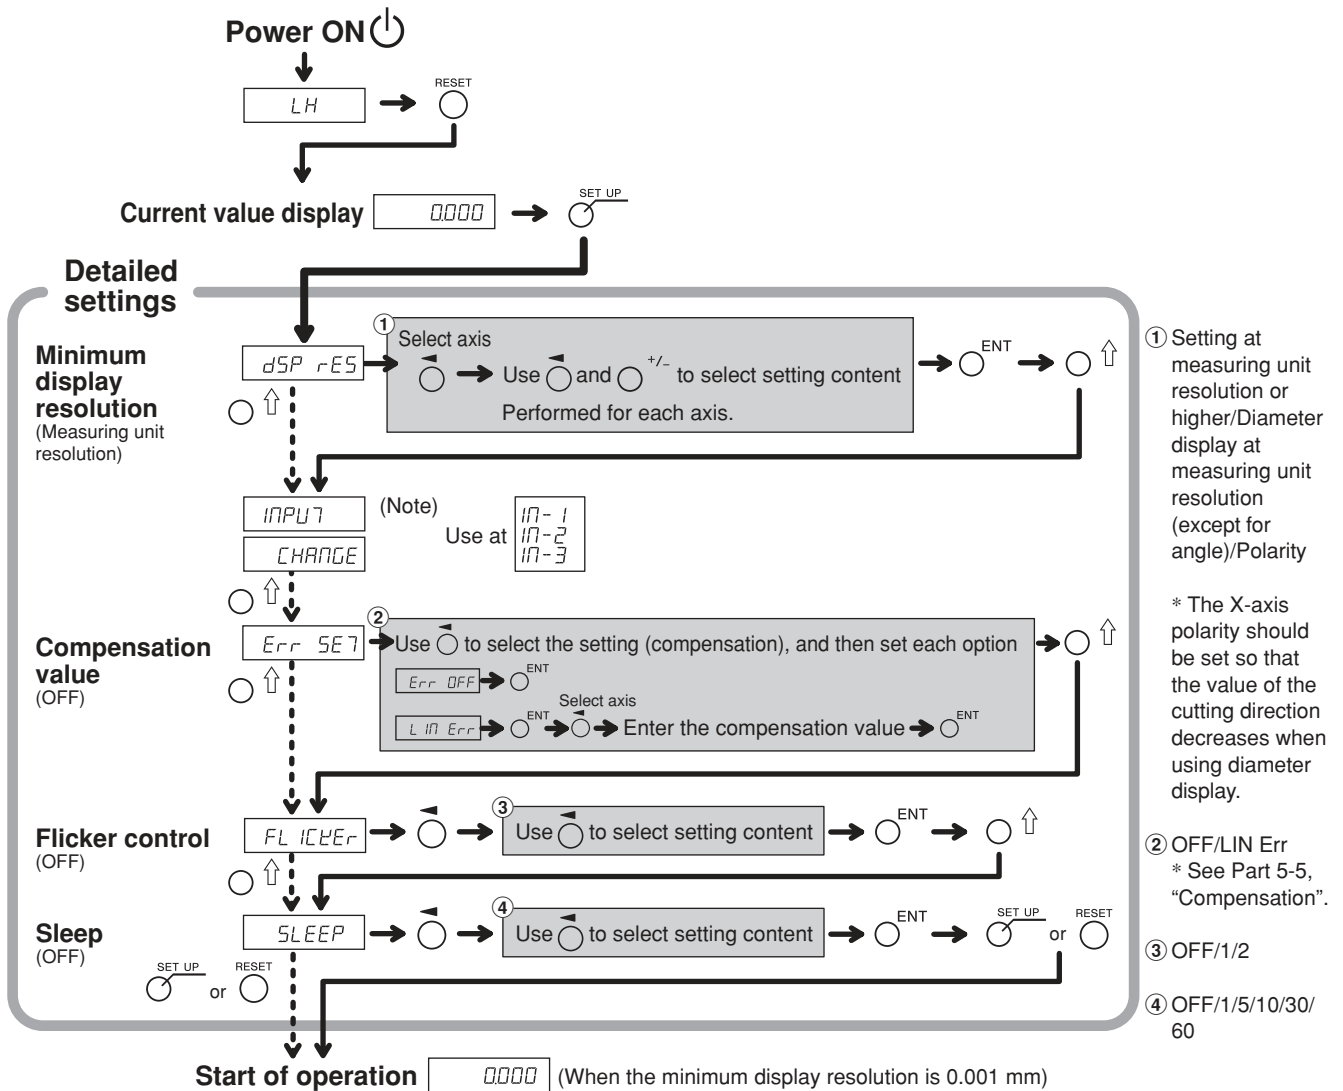 Power ON
LH
RESET
Current value display
0.000
SET UP
Detailed
settings
Minimum
display
resolution
(Measuring unit
resolution)
dSP rES
①
Select axis
Use and +/- to select setting content
Performed for each axis.
ENT
INPUT
CHANGE
(Note)
Use at
IN-1
IN-2
IN-3
Compensation
value
(OFF)
Err SET
②
Use to select the setting (compensation), and then set each option
Err OFF
ENT
LIN Err
ENT
Select axis
Enter the compensation value
ENT
Flicker control
(OFF)
FLICKEr
③
Use to select setting content
ENT
Sleep
(OFF)
SLEEP
④
Use to select setting content
ENT
SET UP
or
RESET
SET UP
or
RESET
Start of operation
0.000
(When the minimum display resolution is 0.001 mm)
① Setting at
measuring unit
resolution or
higher/Diameter
display at
measuring unit
resolution
(except for
angle)/Polarity
* The X-axis
polarity should
be set so that
the value of the
cutting direction
decreases when
using diameter
display.
② OFF/LIN Err
* See Part 5-5,
“Compensation”.
③ OFF/1/2
④ OFF/1/5/10/30/
60